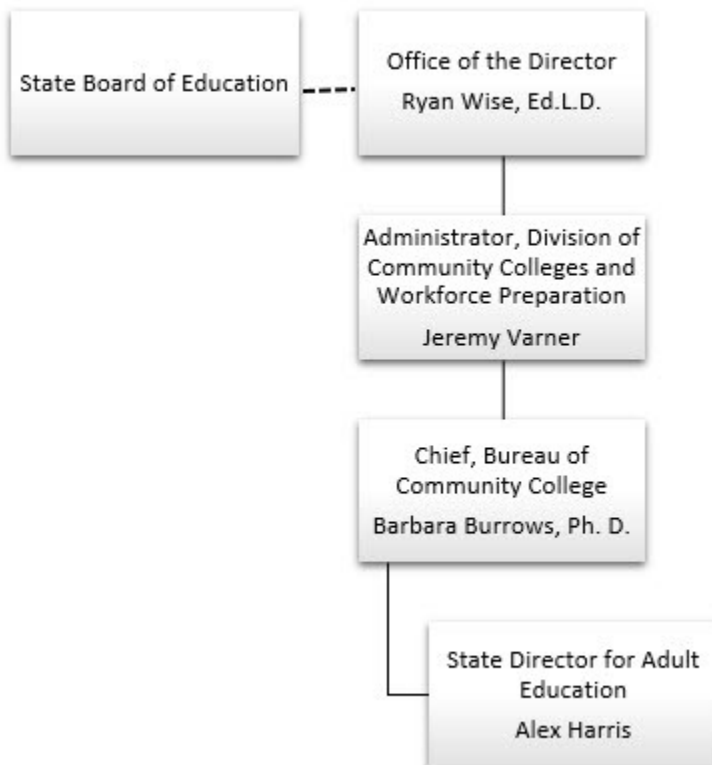 State Board of Education
Office of the Director
Ryan Wise, Ed.L.D.
Administrator, Division of
Community Colleges and
Workforce Preparation
Jeremy Varner
Chief, Bureau of
Community College
Barbara Burrows, Ph. D.
State Director for Adult
Education
Alex Harris